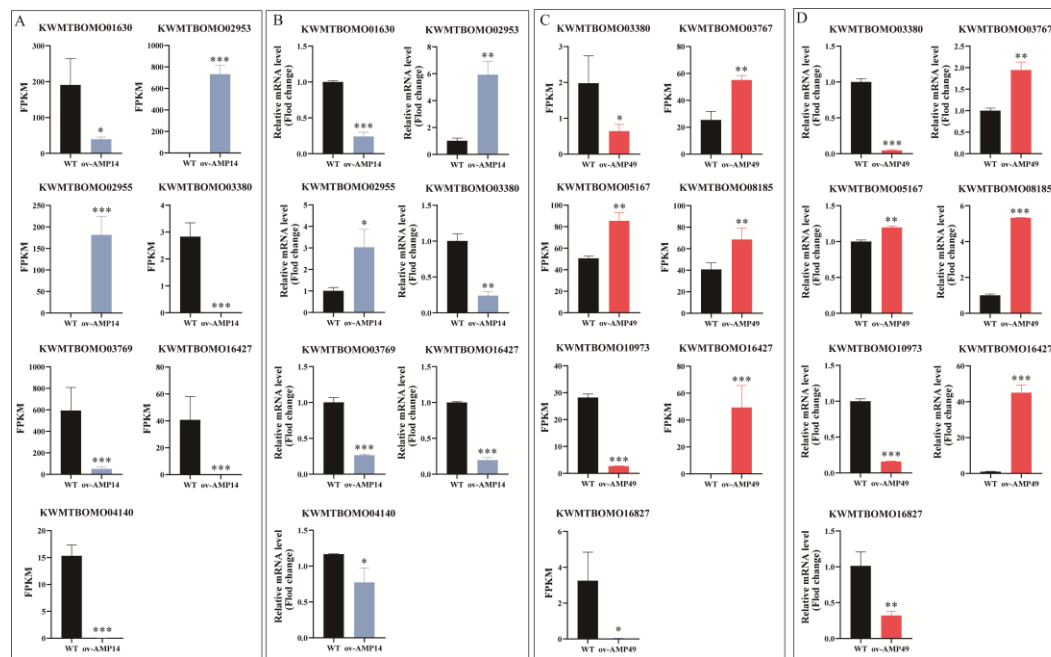 A
KWMTBOMO01630
FPKM
300
200
100
0
*
WT ov-AMP14
KWMTBOMO02953
FPKM
1000
800
600
400
200
0
***
WT ov-AMP14
KWMTBOMO02955
FPKM
250
200
150
100
50
0
***
WT ov-AMP14
KWMTBOMO03380
FPKM
4
3
2
1
0
***
WT ov-AMP14
KWMTBOMO03769
FPKM
1000
800
600
400
200
0
***
WT ov-AMP14
KWMTBOMO16427
FPKM
80
60
40
20
0
***
WT ov-AMP14
KWMTBOMO04140
FPKM
20
15
10
5
0
***
WT ov-AMP14
B
KWMTBOMO01630
Relative mRNA level
(Flod change)
1.5
1.0
0.5
0.0
***
WT ov-AMP14
KWMTBOMO02953
Relative mRNA level
(Flod change)
8
6
4
2
0
**
WT ov-AMP14
KWMTBOMO02955
Relative mRNA level
(Flod change)
5
4
3
2
1
0
*
WT ov-AMP14
KWMTBOMO03380
Relative mRNA level
(Flod change)
1.5
1.0
0.5
0.0
**
WT ov-AMP14
KWMTBOMO03769
Relative mRNA level
(Flod change)
1.5
1.0
0.5
0.0
***
WT ov-AMP14
KWMTBOMO16427
Relative mRNA level
(Flod change)
1.5
1.0
0.5
0.0
***
WT ov-AMP14
KWMTBOMO04140
Relative mRNA level
(Flod change)
1.5
1.0
0.5
0.0
*
WT ov-AMP14
C
KWMTBOMO03380
FPKM
3
2
1
0
*
WT ov-AMP49
KWMTBOMO03767
FPKM
80
60
40
20
0
**
WT ov-AMP49
KWMTBOMO05167
FPKM
100
80
60
40
20
0
**
WT ov-AMP49
KWMTBOMO08185
FPKM
100
80
60
40
20
0
**
WT ov-AMP49
KWMTBOMO10973
FPKM
40
30
20
10
0
***
WT ov-AMP49
KWMTBOMO16427
FPKM
80
60
40
20
0
***
WT ov-AMP49
KWMTBOMO16827
FPKM
6
4
2
0
*
WT ov-AMP49
D
KWMTBOMO03380
Relative mRNA level
(Flod change)
1.5
1.0
0.5
0.0
***
WT ov-AMP49
KWMTBOMO03767
Relative mRNA level
(Flod change)
2.5
2.0
1.5
1.0
0.5
0.0
**
WT ov-AMP49
KWMTBOMO05167
Relative mRNA level
(Flod change)
1.5
1.0
0.5
0.0
**
WT ov-AMP49
KWMTBOMO08185
Relative mRNA level
(Flod change)
6
4
2
0
***
WT ov-AMP49
KWMTBOMO10973
Relative mRNA level
(Flod change)
1.5
1.0
0.5
0.0
***
WT ov-AMP49
KWMTBOMO16427
Relative mRNA level
(Flod change)
60
40
20
0
***
WT ov-AMP49
KWMTBOMO16827
Relative mRNA level
(Flod change)
1.5
1.0
0.5
0.0
**
WT ov-AMP49